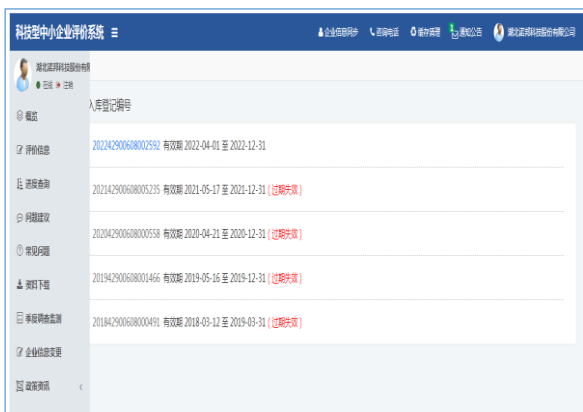 科技型中小企业评价系统
企业信息同步 咨询电话 缓存清理 1 通知公告 湖北诺邦科技股份有限公司
湖北诺邦科技股份有限
在线 注销
入库登记编号
概览
202242900608002592 有效期 2022-04-01 至 2022-12-31
评价信息
202142900608005235 有效期 2021-05-17 至 2021-12-31 ( 过期失效 )
进度查询
202042900608000558 有效期 2020-04-21 至 2020-12-31 ( 过期失效 )
问题建议
常见问题
201942900608001466 有效期 2019-05-16 至 2019-12-31 ( 过期失效 )
资料下载
201842900608000491 有效期 2018-03-12 至 2019-03-31 ( 过期失效 )
季度调查监测
企业信息变更
政策资讯